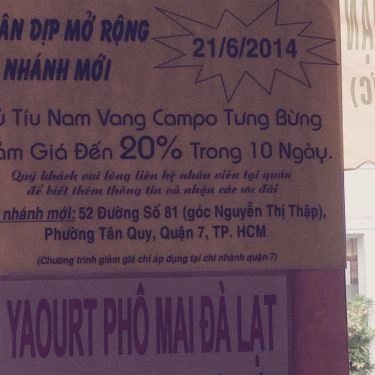 ÂN DỊP MỞ RỘNG
NHÁNH MỚI
21/6/2014
Ủ Tíu Nam Vang Campo Tưng Bừng
ảm Giá Đến 20% Trong 10 Ngày.
Quý khách vui lòng liên hệ nhân viên tại quán
để biết thêm thông tin và nhận các ưu đãi
nhánh mới: 52 Đường Số 81 (góc Nguyễn Thị Thập),
Phường Tân Quy, Quận 7, TP. HCM
(Chương trình giảm giá chỉ áp dụng tại chi nhánh quận 7)
YAOURT PHÔ MAI ĐÀ LẠT